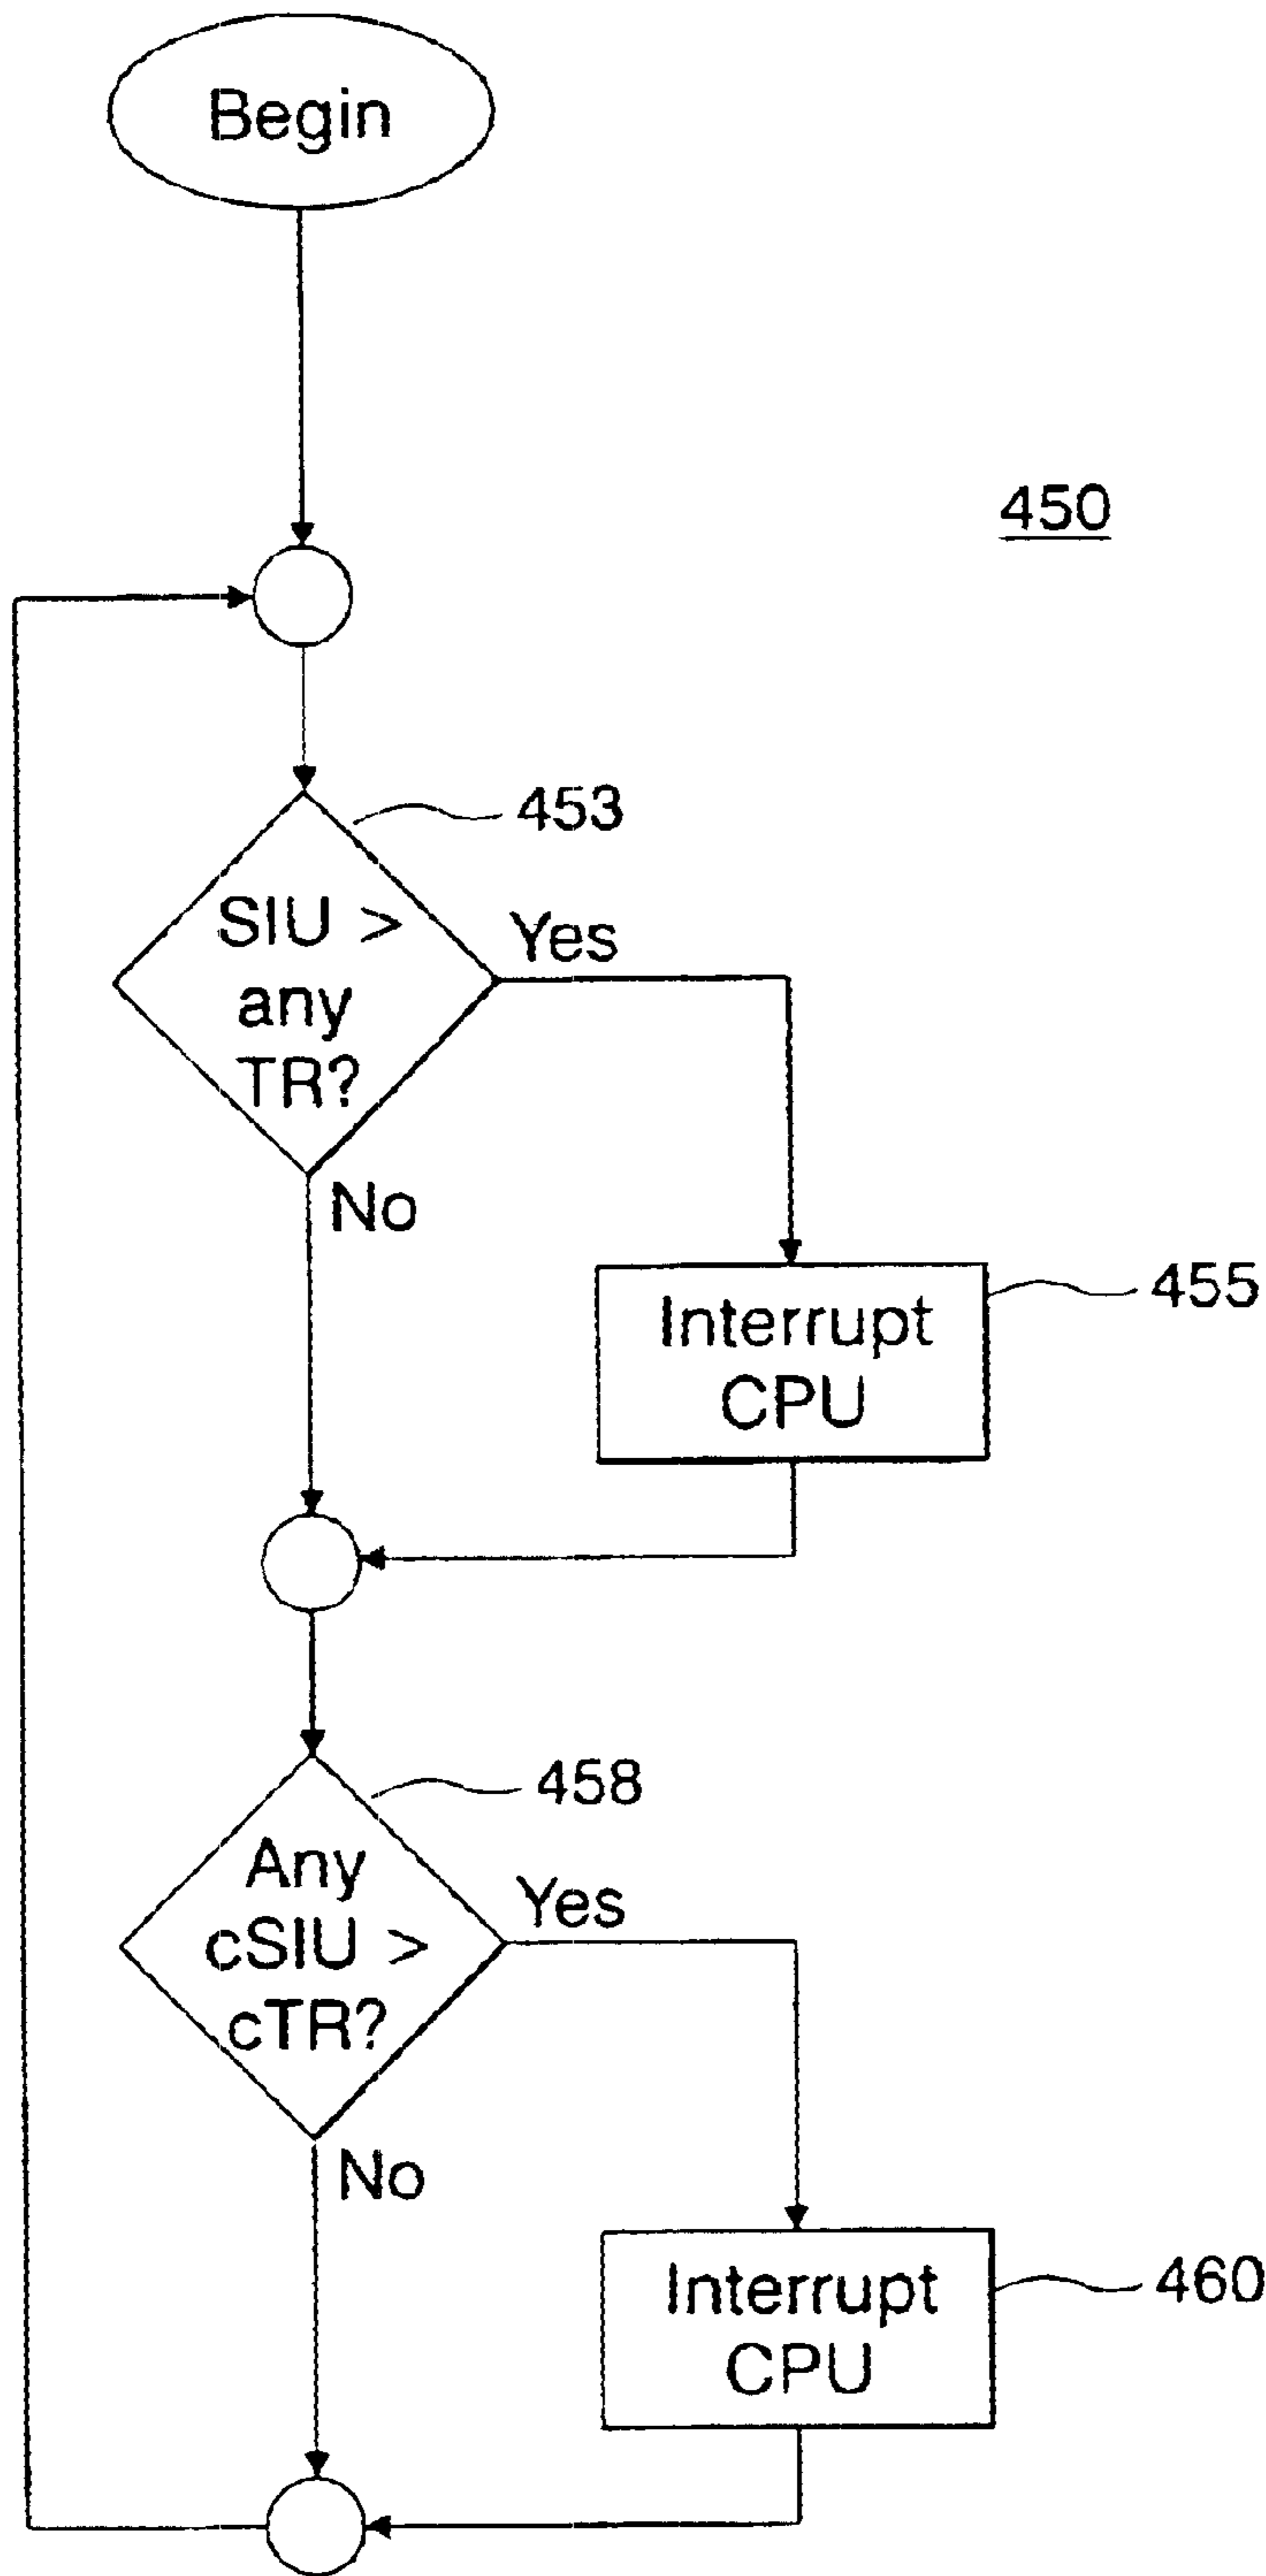 Begin
450
453
SIU >
any
TR?
Yes
No
455
Interrupt
CPU
458
Any
cSIU >
cTR?
Yes
No
460
Interrupt
CPU